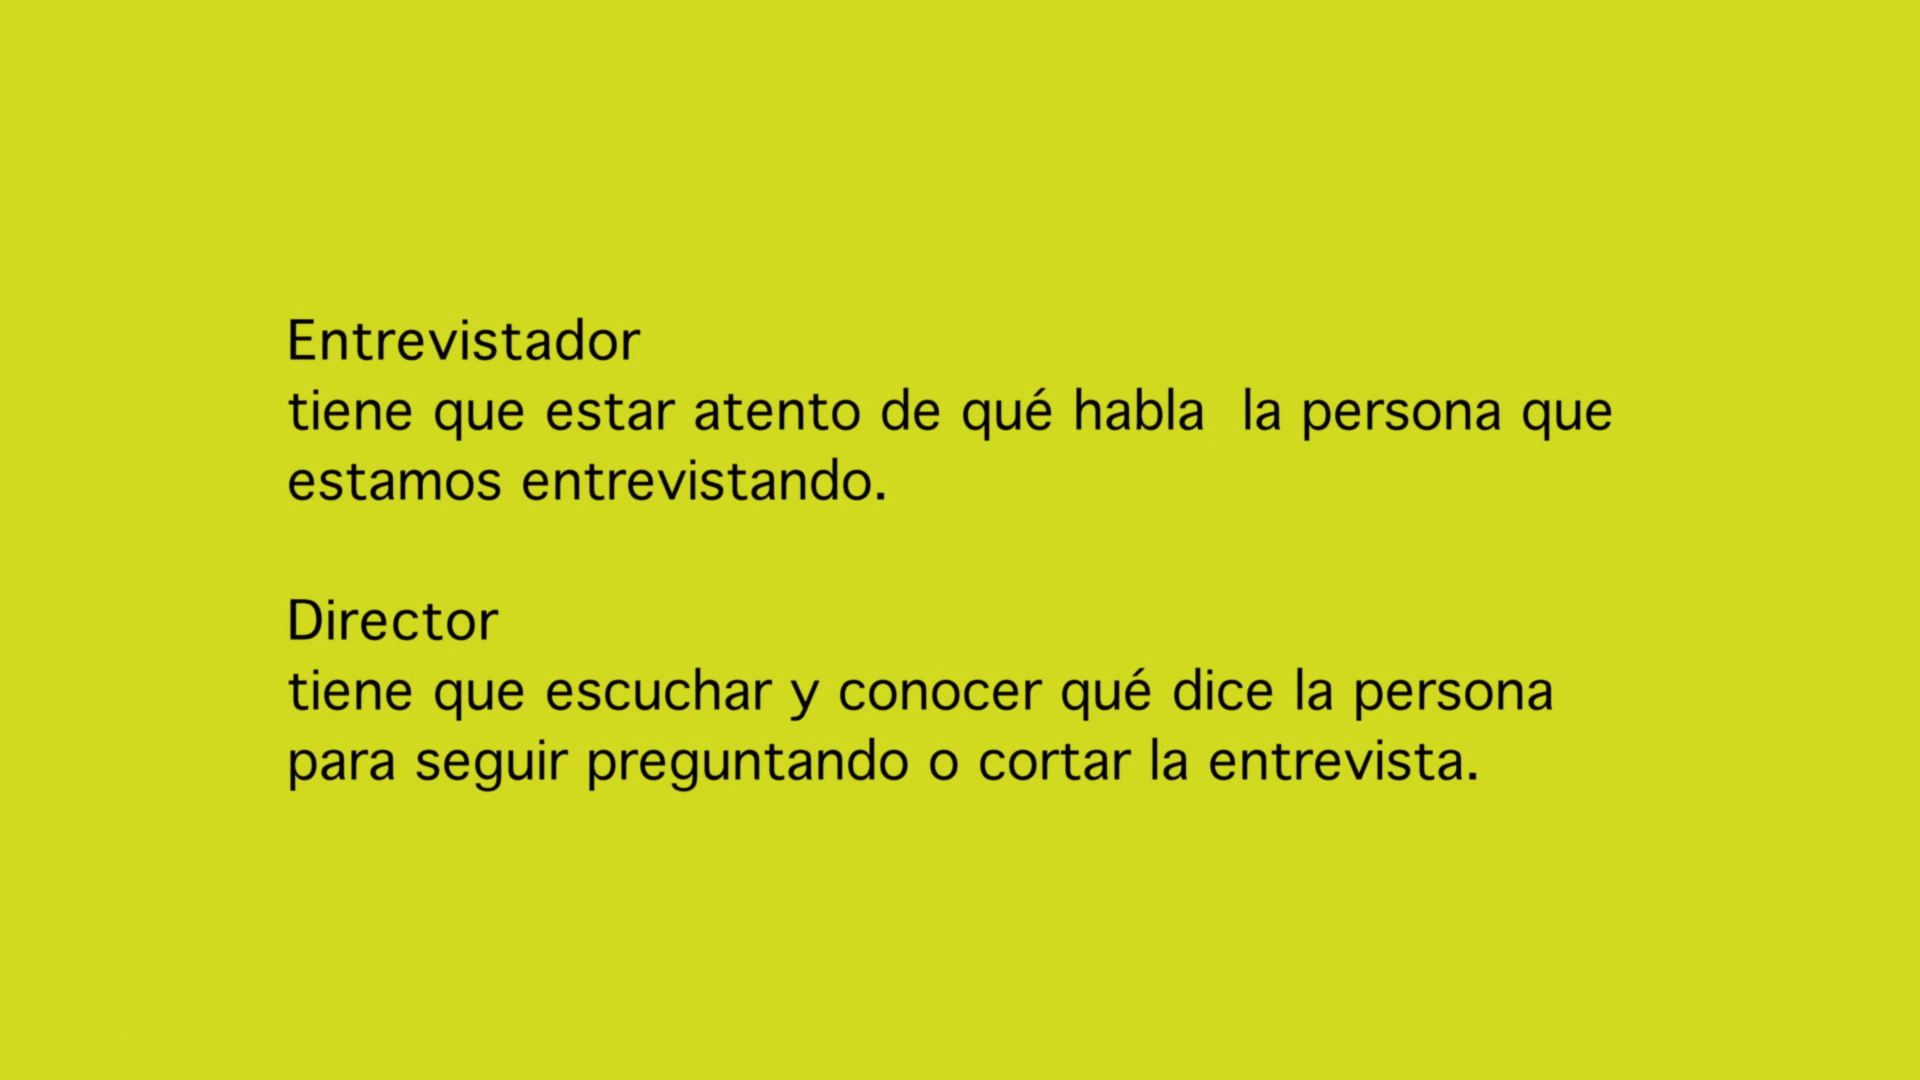 Entrevistador
tiene que estar atento de qué habla  la persona que
estamos entrevistando.

Director
tiene que escuchar y conocer qué dice la persona
para seguir preguntando o cortar la entrevista.